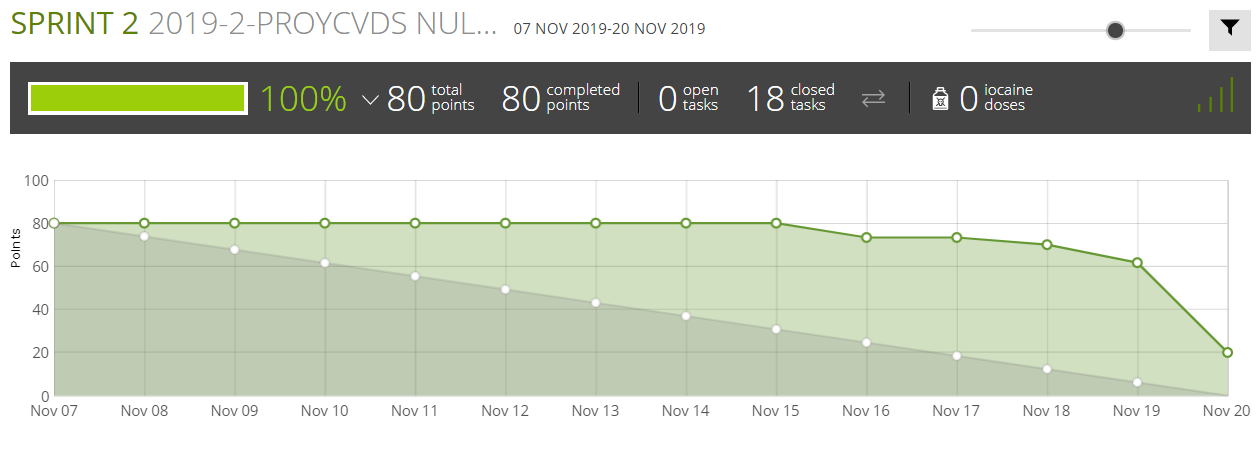 SPRINT 2 2019-2-PROYCVDS NUL... 07 NOV 2019-20 NOV 2019
100% 80 total points 80 completed points 0 open tasks 18 closed tasks 0 iocaine doses
100
80
60
40
20
0
Points
Nov 07 Nov 08 Nov 09 Nov 10 Nov 11 Nov 12 Nov 13 Nov 14 Nov 15 Nov 16 Nov 17 Nov 18 Nov 19 Nov 20